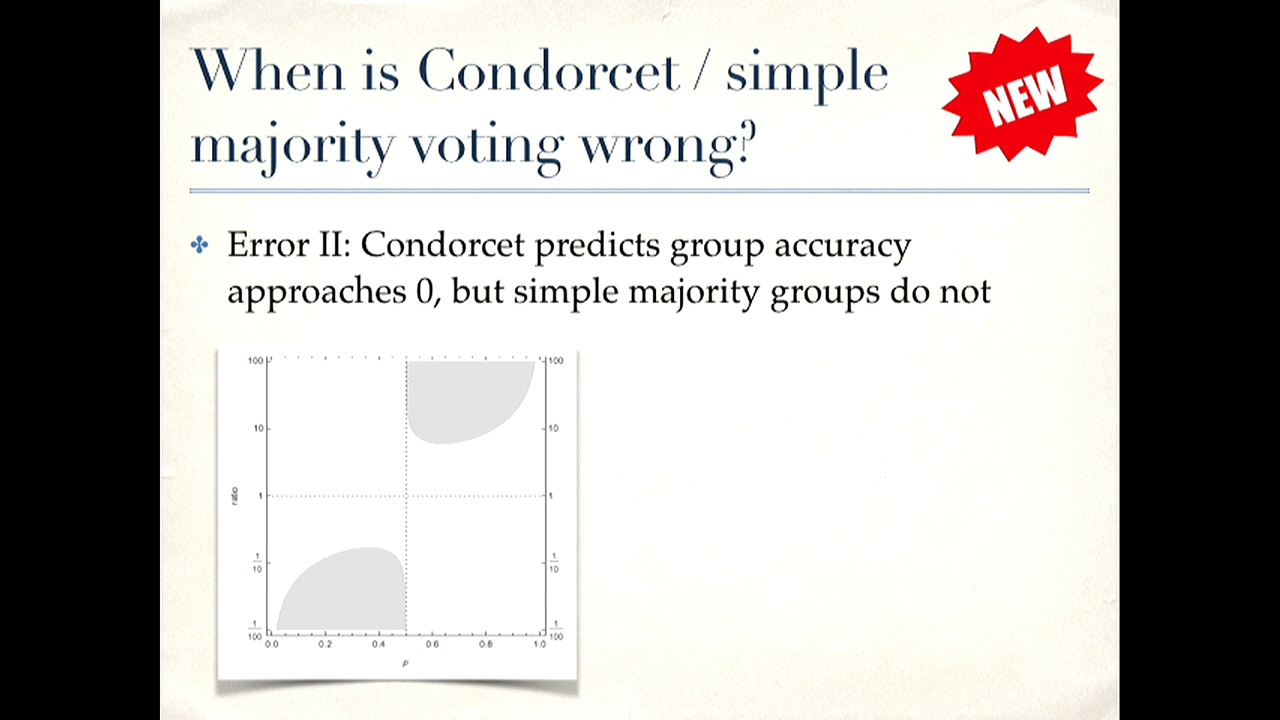 When is Condorcet / simple
majority voting wrong?
NEW
Error II: Condorcet predicts group accuracy
approaches 0, but simple majority groups do not
100 100
10 10
ratio
1 1
1/10 1/10
1/100 1/100
0.0 0.2 0.4 0.6 0.8 1.0
p